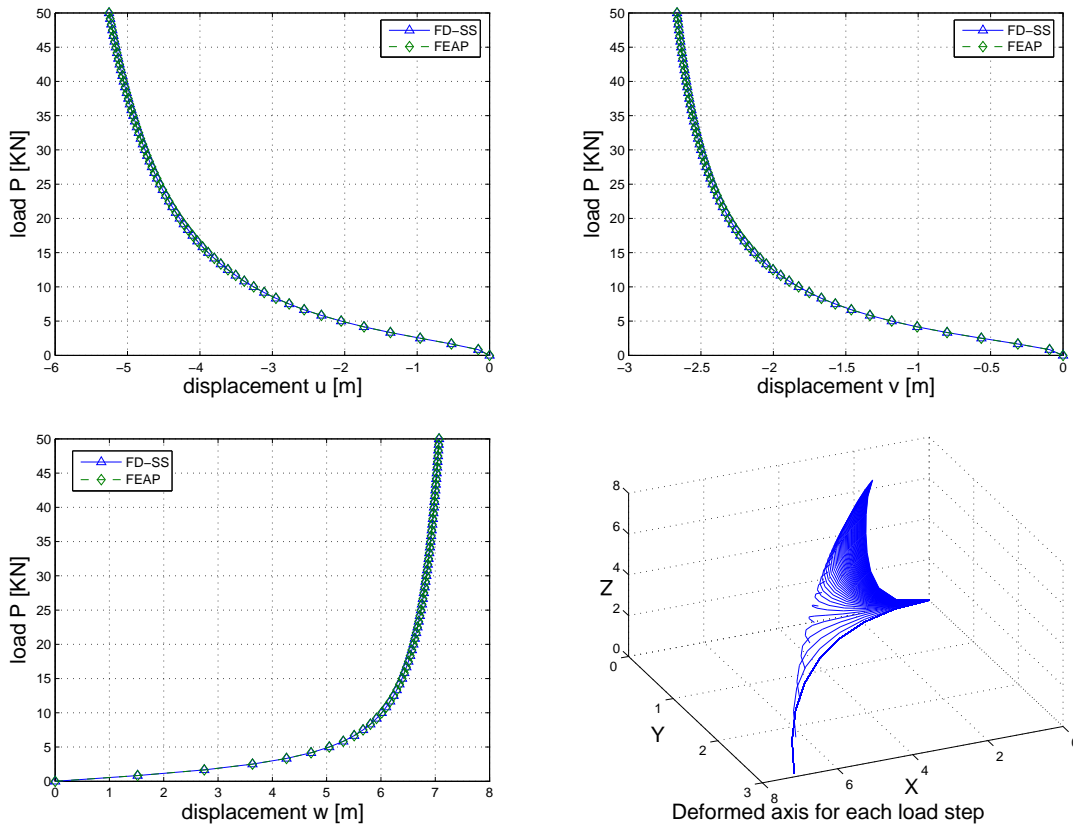 50
45
40
35
30
25
20
15
10
5
0
load P [KN]
FD−SS
FEAP
−6 −5 −4 −3 −2 −1 0
displacement u [m]
50
45
40
35
30
25
20
15
10
5
0
load P [KN]
FD−SS
FEAP
−3 −2.5 −2 −1.5 −1 −0.5 0
displacement v [m]
50
45
40
35
30
25
20
15
10
5
0
load P [KN]
FD−SS
FEAP
0 1 2 3 4 5 6 7 8
displacement w [m]
8
6
4
2
0
Z
0
1
2
3
Y
8
6
4
2
0
X
Deformed axis for each load step